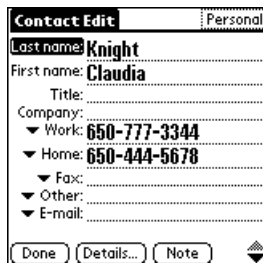 Contact Edit Personal
Last name: Knight
First name: Claudia
Title:
Company:
Work: 650-777-3344
Home: 650-444-5678
Fax:
Other:
E-mail:
Done Details... Note